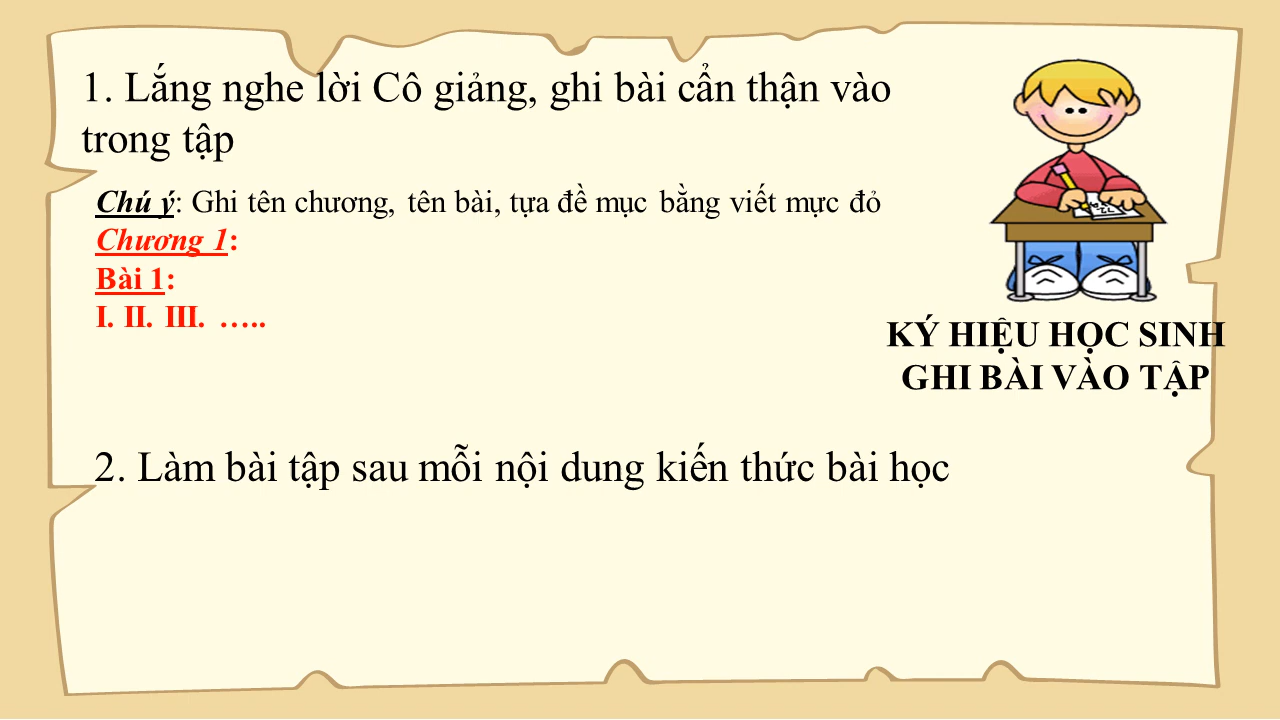 1. Lắng nghe lời Cô giảng, ghi bài cẩn thận vào
trong tập
Chú ý: Ghi tên chương, tên bài, tựa đề mục bằng viết mực đỏ
Chương 1:
Bài 1:
I. II. III. …..
KÝ HIỆU HỌC SINH
GHI BÀI VÀO TẬP
2. Làm bài tập sau mỗi nội dung kiến thức bài học